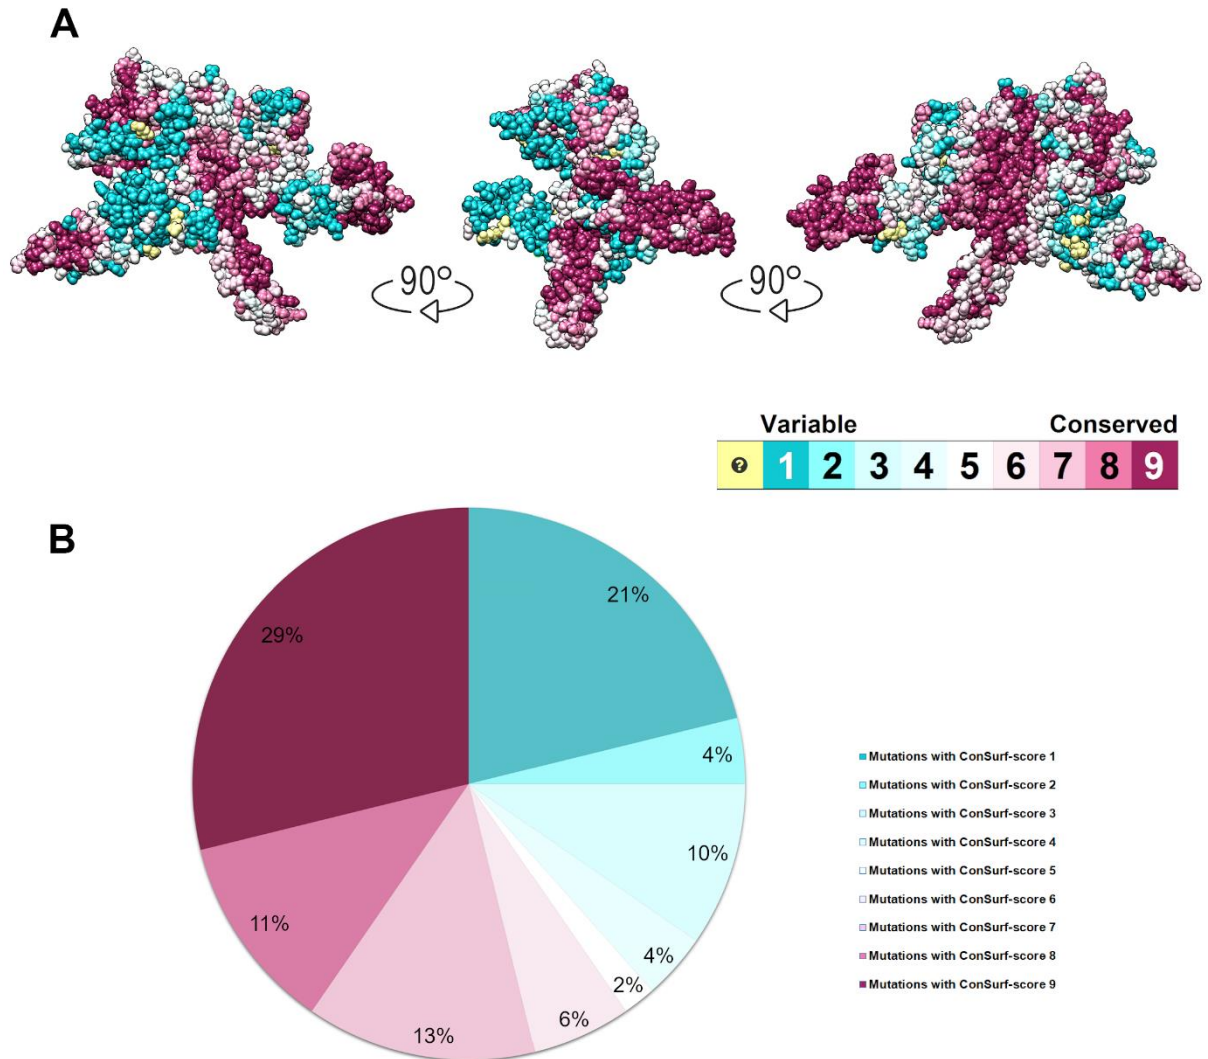 A
90°
90°
Variable Conserved
? 1 2 3 4 5 6 7 8 9
B
21%
29%
4%
10%
11%
4%
2%
6%
13%
Mutations with ConSurf-score 1
Mutations with ConSurf-score 2
Mutations with ConSurf-score 3
Mutations with ConSurf-score 4
Mutations with ConSurf-score 5
Mutations with ConSurf-score 6
Mutations with ConSurf-score 7
Mutations with ConSurf-score 8
Mutations with ConSurf-score 9